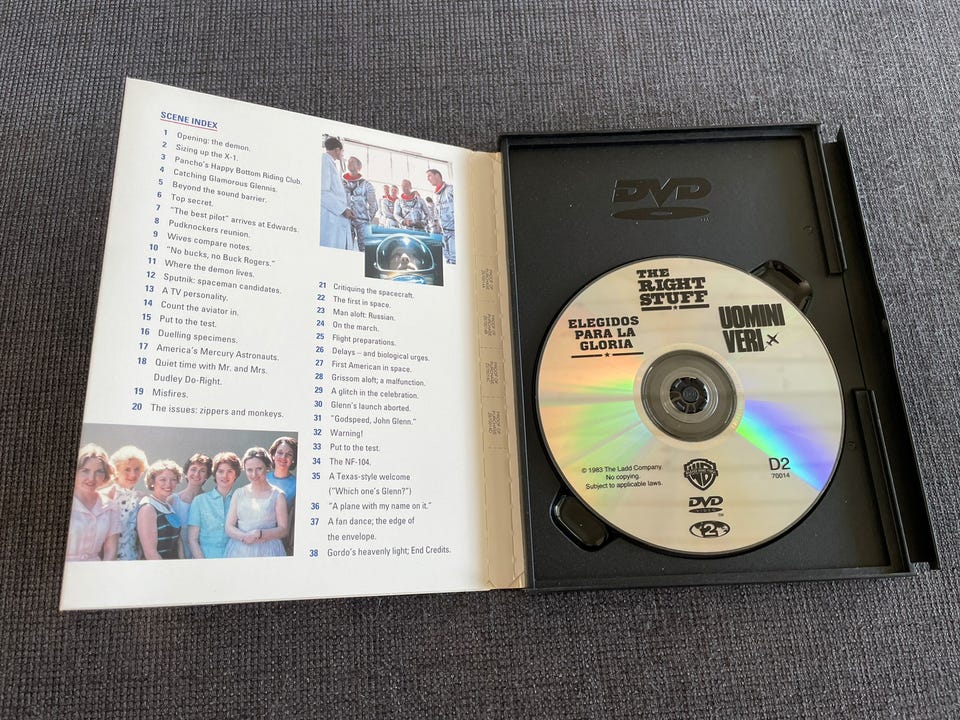 SCENE INDEX
1 Opening: the demon.
2 Sizing up the X-1.
3 Pancho's Happy Bottom Riding Club.
4 Catching Glamorous Glennis.
5 Beyond the sound barrier.
6 Top secret.
7 "The best pilot" arrives at Edwards.
8 Pudknockers reunion.
9 Wives compare notes.
10 "No bucks, no Buck Rogers."
11 Where the demon lives.
12 Sputnik: spaceman candidates.
13 A TV personality.
14 Count the aviator in.
15 Put to the test.
16 Duelling specimens.
17 America's Mercury Astronauts.
18 Quiet time with Mr. and Mrs.
Dudley Do-Right.
19 Misfires.
20 The issues: zippers and monkeys.
21 Critiquing the spacecraft.
22 The first in space.
23 Man aloft: Russian.
24 On the march.
25 Flight preparations.
26 Delays – and biological urges.
27 First American in space.
28 Grissom aloft; a malfunction.
29 A glitch in the celebration.
30 Glenn's launch aborted.
31 "Godspeed, John Glenn."
32 Warning!
33 Put to the test.
34 The NF-104.
35 A Texas-style welcome
("Which one's Glenn?")
36 "A plane with my name on it."
37 A fan dance; the edge of
the envelope.
38 Gordo's heavenly light; End Credits.
DVD
THE
RIGHT
STUFF
ELEGIDOS
PARA LA
GLORIA
UOMINI
VERI
© 1983 The Ladd Company.
No copying.
Subject to applicable laws.
D2
70014
DVD
VIDEO
TM
2